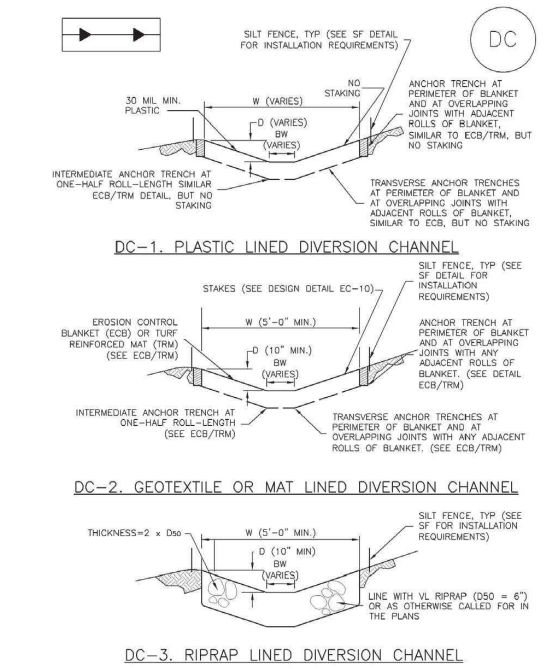 SILT FENCE, TYP (SEE SF DETAIL
FOR INSTALLATION REQUIREMENTS)
DC
NO
STAKING
ANCHOR TRENCH AT
PERIMETER OF BLANKET
AND AT OVERLAPPING
JOINTS WITH ADJACENT
ROLLS OF BLANKET,
SIMILAR TO ECB/TRM, BUT
NO STAKING
30 MIL MIN.
PLASTIC
W (VARIES)
D (VARIES)
BW
(VARIES)
INTERMEDIATE ANCHOR TRENCH AT
ONE-HALF ROLL-LENGTH SIMILAR
ECB/TRM DETAIL, BUT NO
STAKING
TRANSVERSE ANCHOR TRENCHES
AT PERIMETER OF BLANKET AND
AT OVERLAPPING JOINTS WITH
ADJACENT ROLLS OF BLANKET,
SIMILAR TO ECB, BUT NO STAKING
DC-1. PLASTIC LINED DIVERSION CHANNEL
SILT FENCE, TYP (SEE
SF DETAIL FOR
INSTALLATION
REQUIREMENTS)
STAKES (SEE DESIGN DETAIL EC-10)
EROSION CONTROL
BLANKET (ECB) OR TURF
REINFORCED MAT (TRM)
(SEE ECB/TRM)
W (5'-0" MIN.)
D (10" MIN.)
BW
(VARIES)
ANCHOR TRENCH AT
PERIMETER OF BLANKET
AND AT OVERLAPPING
JOINTS WITH ANY
ADJACENT ROLLS OF
BLANKET. (SEE DETAIL
ECB/TRM)
INTERMEDIATE ANCHOR TRENCH AT
ONE-HALF ROLL-LENGTH
(SEE ECB/TRM)
TRANSVERSE ANCHOR TRENCHES AT
PERIMETER OF BLANKET AND AT
OVERLAPPING JOINTS WITH ANY ADJACENT
ROLLS OF BLANKET. (SEE ECB/TRM)
DC-2. GEOTEXTILE OR MAT LINED DIVERSION CHANNEL
SILT FENCE, TYP (SEE
SF FOR INSTALLATION
REQUIREMENTS)
THICKNESS=2 x D50
W (5'-0" MIN.)
D (10" MIN)
BW
(VARIES)
LINE WITH VL RIPRAP (D50 = 6")
OR AS OTHERWISE CALLED FOR IN
THE PLANS
DC-3. RIPRAP LINED DIVERSION CHANNEL